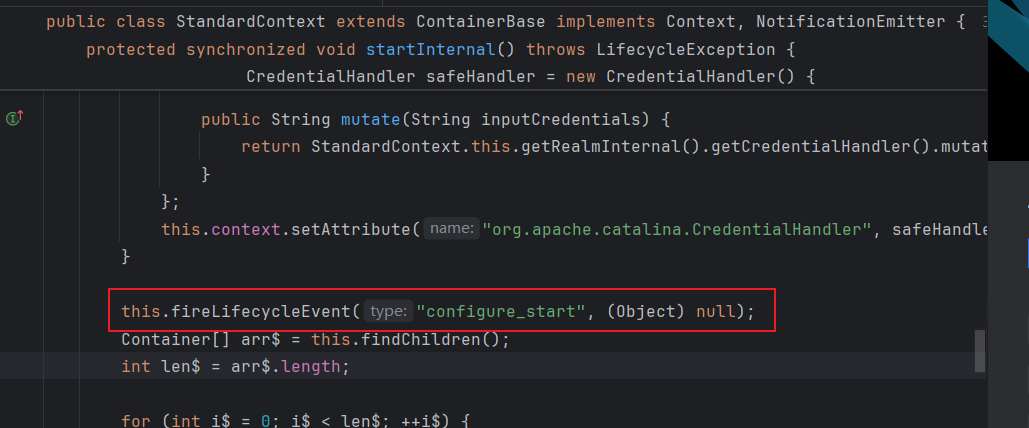 public class StandardContext extends ContainerBase implements Context, NotificationEmitter {
protected synchronized void startInternal() throws LifecycleException {
CredentialHandler safeHandler = new CredentialHandler() {
public String mutate(String inputCredentials) {
return StandardContext.this.getRealmInternal().getCredentialHandler().mutat
}
};
this.context.setAttribute( name: "org.apache.catalina.CredentialHandler", safeHandle
}
this.fireLifecycleEvent( type: "configure_start", (Object) null);
Container[] arr$ = this.findChildren();
int len$ = arr$.length;
for (int i$ = 0; i$ < len$; ++i$) {